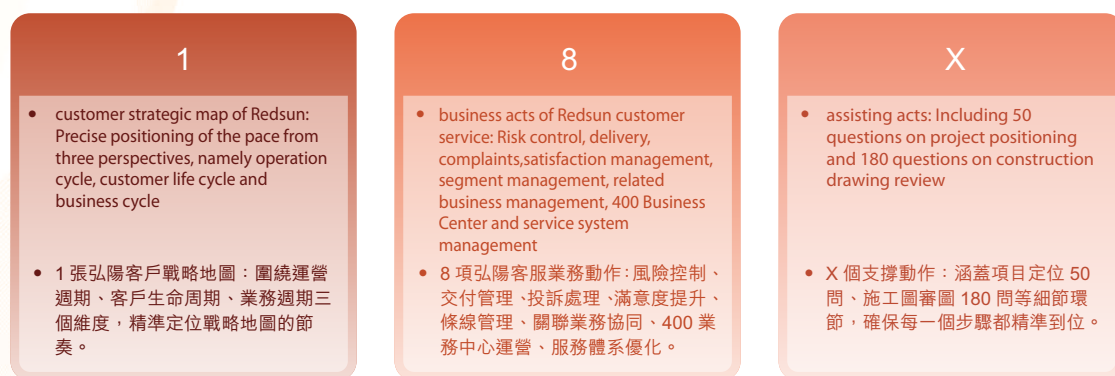 1
• customer strategic map of Redsun:
Precise positioning of the pace from
three perspectives, namely operation
cycle, customer life cycle and
business cycle
• 1 張弘陽客戶戰略地圖：圍繞運營
週期、客戶生命周期、業務週期三
個維度，精準定位戰略地圖的節
奏。
8
• business acts of Redsun customer
service: Risk control, delivery,
complaints,satisfaction management,
segment management, related
business management, 400 Business
Center and service system
management
• 8 項弘陽客服業務動作：風險控制、
交付管理、投訴處理、滿意度提升、
條線管理、關聯業務協同、400 業
務中心運營、服務體系優化。
X
• assisting acts: Including 50
questions on project positioning
and 180 questions on construction
drawing review
• X 個支撐動作：涵蓋項目定位 50
問、施工圖審圖 180 問等細節環
節，確保每一個步驟都精準到位。